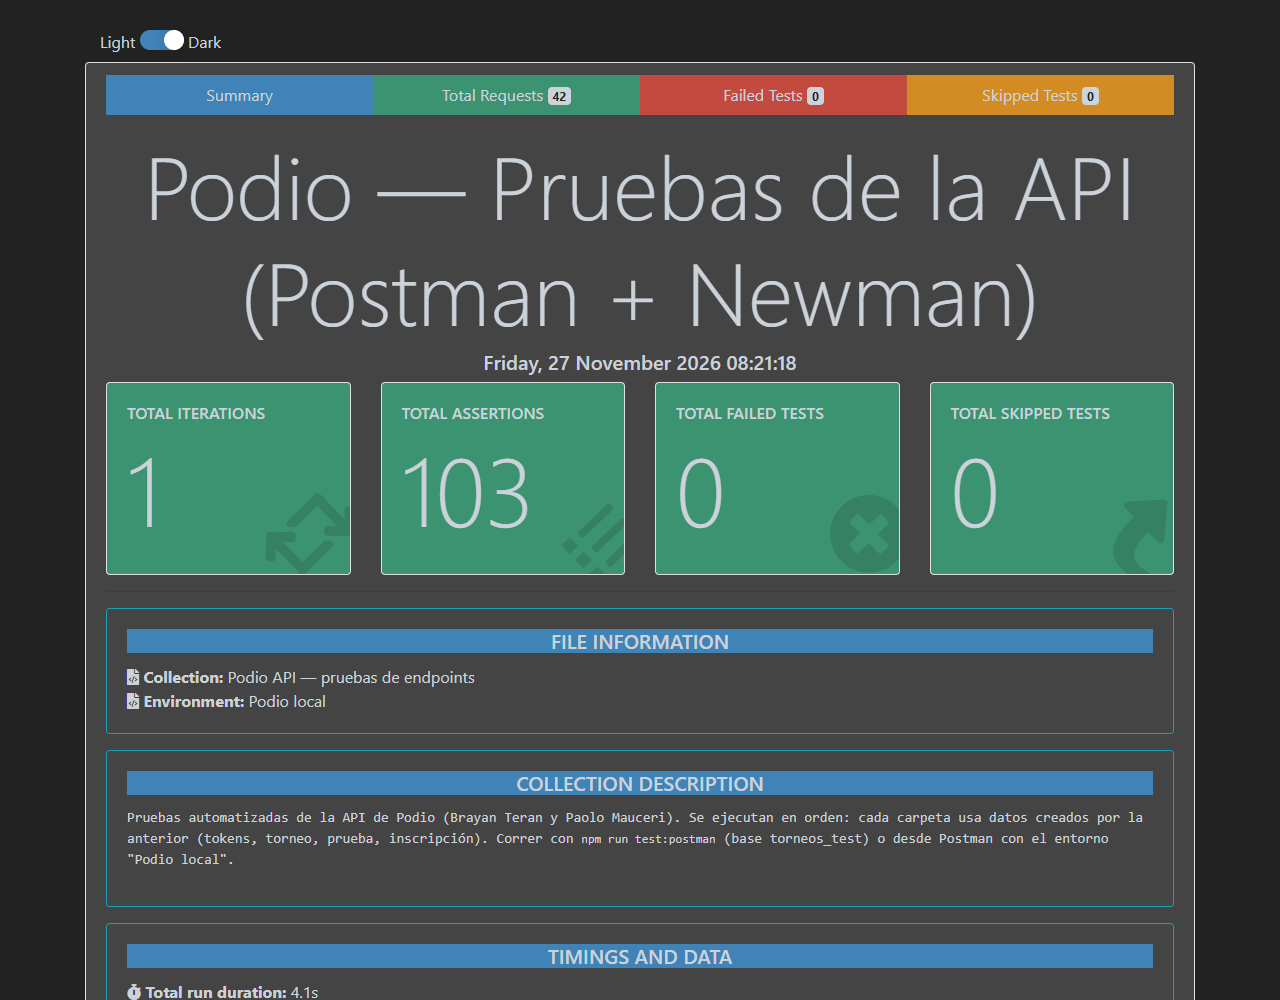 Light Dark
Summary
Total Requests 42
Failed Tests 0
Skipped Tests 0
Podio — Pruebas de la API
(Postman + Newman)
Friday, 27 November 2026 08:21:18
TOTAL ITERATIONS
1
TOTAL ASSERTIONS
103
TOTAL FAILED TESTS
0
TOTAL SKIPPED TESTS
0
FILE INFORMATION
Collection: Podio API — pruebas de endpoints
Environment: Podio local
COLLECTION DESCRIPTION
Pruebas automatizadas de la API de Podio (Brayan Teran y Paolo Mauceri). Se ejecutan en orden: cada carpeta usa datos creados por la
anterior (tokens, torneo, prueba, inscripción). Correr con npm run test:postman (base torneos_test) o desde Postman con el entorno
"Podio local".
TIMINGS AND DATA
Total run duration: 4.1s